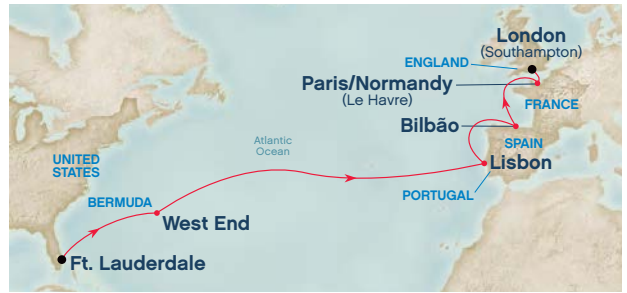 London
(Southampton)
ENGLAND
Paris/Normandy
(Le Havre)
FRANCE
Bilbão
SPAIN
Atlantic
Ocean
UNITED
STATES
Lisbon
PORTUGAL
BERMUDA
West End
Ft. Lauderdale